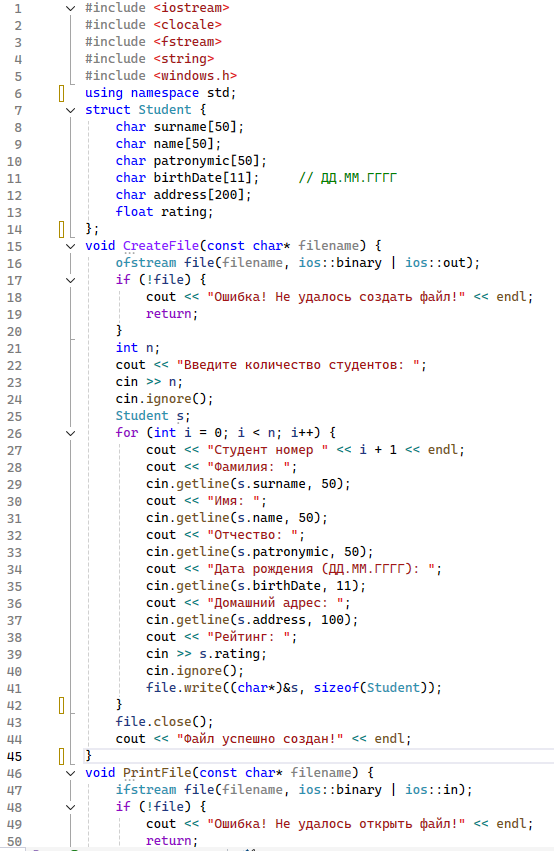 1 #include <iostream>
2 #include <clocale>
3 #include <fstream>
4 #include <string>
5 #include <windows.h>
6 using namespace std;
7 struct Student {
8 char surname[50];
9 char name[50];
10 char patronymic[50];
11 char birthDate[11]; // ДД.ММ.ГГГГ
12 char address[200];
13 float rating;
14 };
15 void CreateFile(const char* filename) {
16 ofstream file(filename, ios::binary | ios::out);
17 if (!file) {
18 cout << "Ошибка! Не удалось создать файл!" << endl;
19 return;
20 }
21 int n;
22 cout << "Введите количество студентов: ";
23 cin >> n;
24 cin.ignore();
25 Student s;
26 for (int i = 0; i < n; i++) {
27 cout << "Студент номер " << i + 1 << endl;
28 cout << "Фамилия: ";
29 cin.getline(s.surname, 50);
30 cout << "Имя: ";
31 cin.getline(s.name, 50);
32 cout << "Отчество: ";
33 cin.getline(s.patronymic, 50);
34 cout << "Дата рождения (ДД.ММ.ГГГГ): ";
35 cin.getline(s.birthDate, 11);
36 cout << "Домашний адрес: ";
37 cin.getline(s.address, 100);
38 cout << "Рейтинг: ";
39 cin >> s.rating;
40 cin.ignore();
41 file.write((char*)&s, sizeof(Student));
42 }
43 file.close();
44 cout << "Файл успешно создан!" << endl;
45 }
46 void PrintFile(const char* filename) {
47 ifstream file(filename, ios::binary | ios::in);
48 if (!file) {
49 cout << "Ошибка! Не удалось открыть файл!" << endl;
50 return;